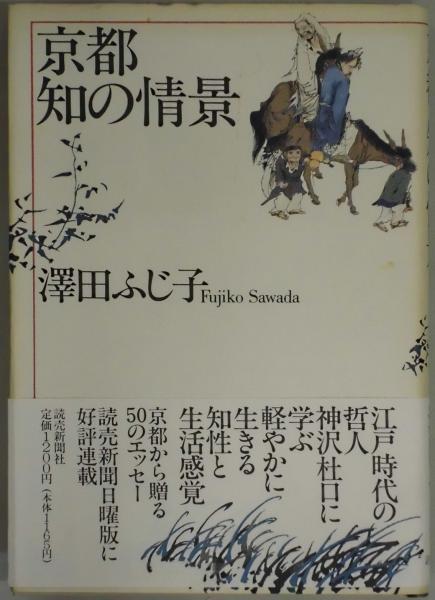 京都
知の情景
澤田ふじ子 Fujiko Sawada
江戸時代の
哲人
神沢杜口に
学ぶ
軽やかに
生きる
知性と
生活感覚
京都から贈る
50のエッセー
読売新聞日曜版に
好評連載
読売新聞社
定価1200円(本体1165円)